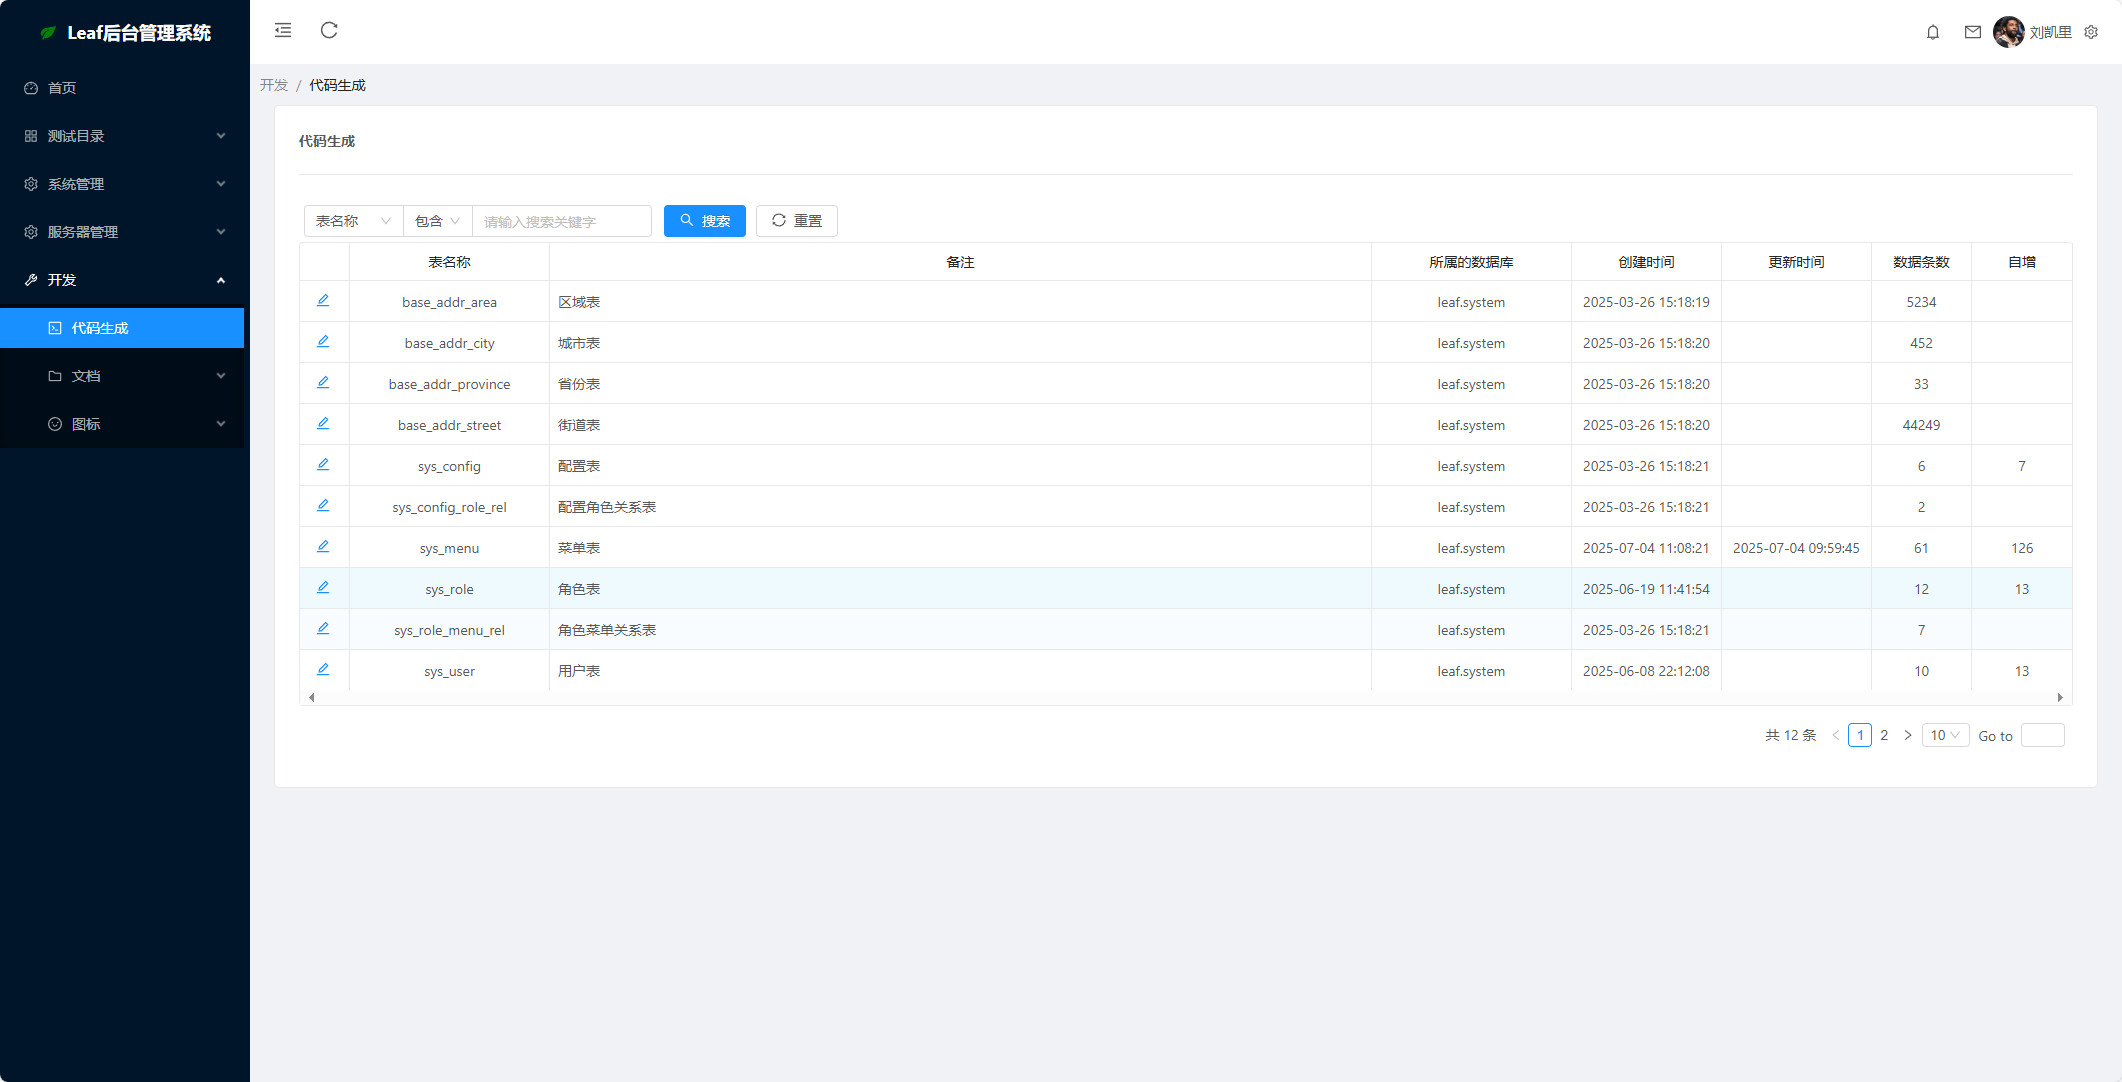 Leaf后台管理系统
刘凯里
首页
测试目录
系统管理
服务器管理
开发
代码生成
文档
图标
开发 / 代码生成
代码生成
表名称 包含 请输入搜索关键字 搜索 重置
表名称 备注 所属的数据库 创建时间 更新时间 数据条数 自增
base_addr_area 区域表 leaf.system 2025-03-26 15:18:19 5234
base_addr_city 城市表 leaf.system 2025-03-26 15:18:20 452
base_addr_province 省份表 leaf.system 2025-03-26 15:18:20 33
base_addr_street 街道表 leaf.system 2025-03-26 15:18:20 44249
sys_config 配置表 leaf.system 2025-03-26 15:18:21 6 7
sys_config_role_rel 配置角色关系表 leaf.system 2025-03-26 15:18:21 2
sys_menu 菜单表 leaf.system 2025-07-04 11:08:21 2025-07-04 09:59:45 61 126
sys_role 角色表 leaf.system 2025-06-19 11:41:54 12 13
sys_role_menu_rel 角色菜单关系表 leaf.system 2025-03-26 15:18:21 7
sys_user 用户表 leaf.system 2025-06-08 22:12:08 10 13
共 12 条 1 2 10 Go to